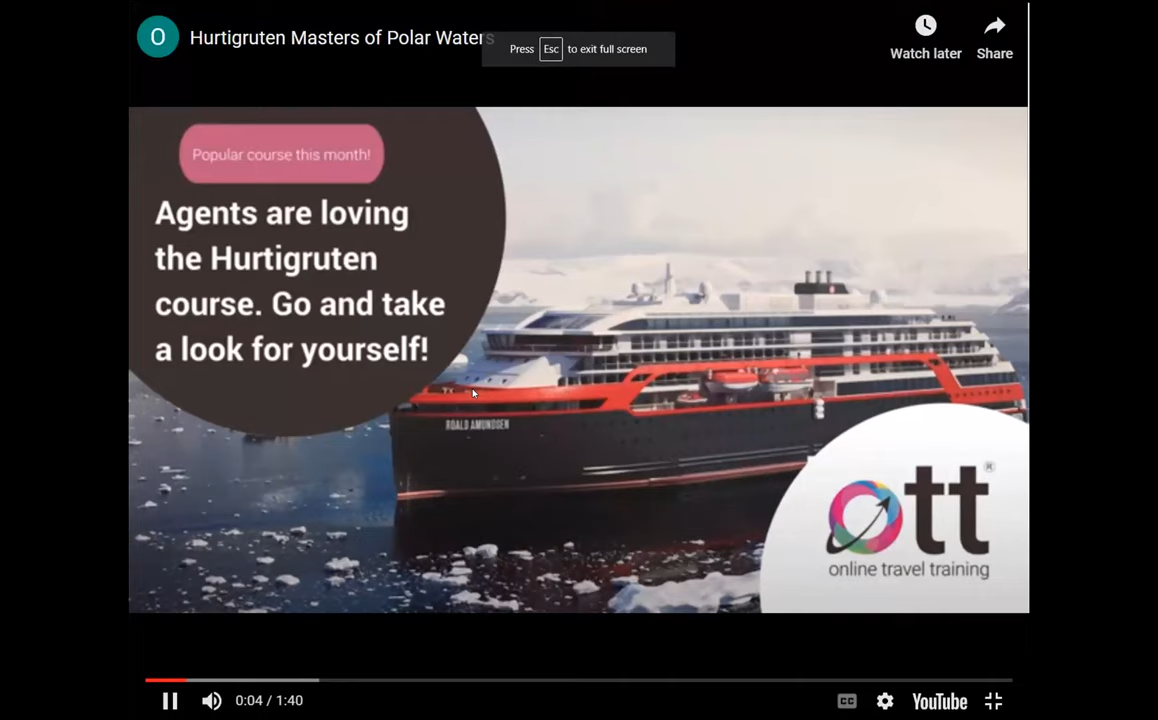 O
Hurtigruten Masters of Polar Waters
Press Esc to exit full screen
Watch later
Share
Popular course this month!
Agents are loving
the Hurtigruten
course. Go and take
a look for yourself!
ROALD AMUNDSEN
ott®
online travel training
0:04 / 1:40
CC
YouTube